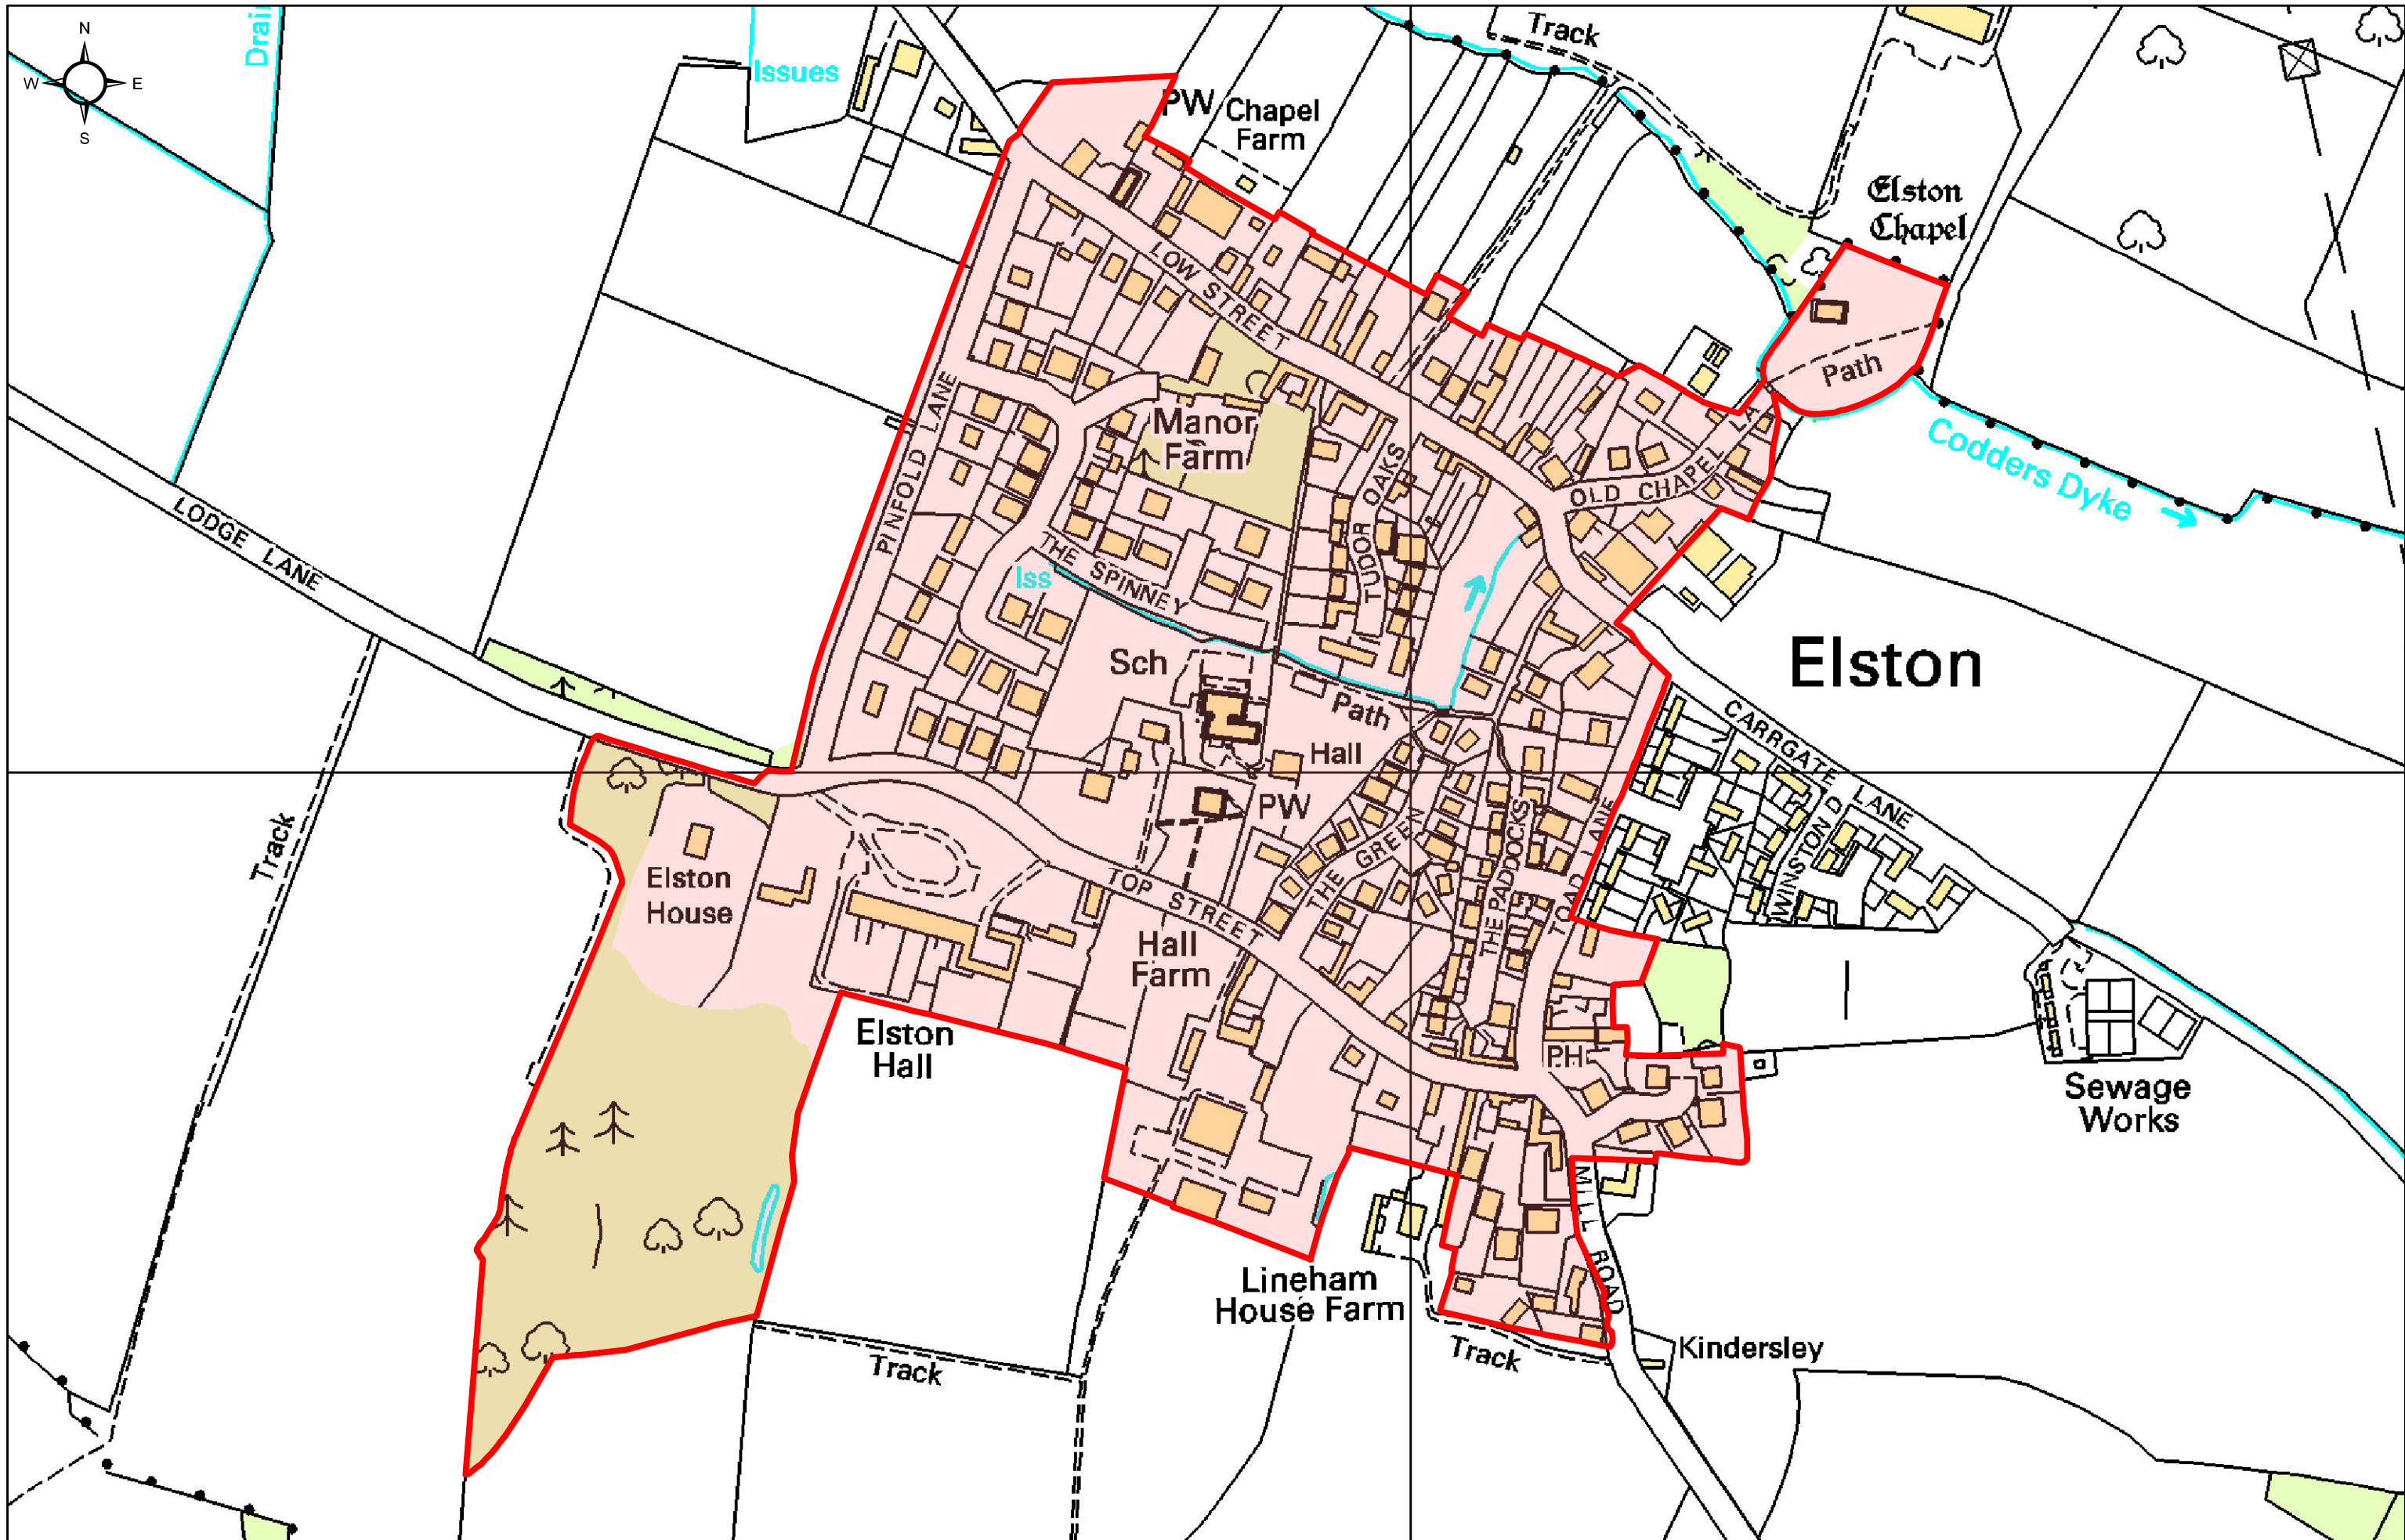 N
W
E
S
Drai
Issues
Track
PW
Chapel
Farm
Elston
Chapel
Path
LOW STREET
PINFOLD LANE
Manor
Farm
TUDOR OAKS
OLD CHAPEL LA
Codders Dyke
LODGE LANE
THE SPINNEY
Iss
Sch
Path
Hall
Elston
CARRGATE LANE
WINSTON D
PW
THE GREEN
THE PADDOCKS
TOAD LANE
Track
Elston
House
TOP STREET
Hall
Farm
Elston
Hall
PH
Sewage
Works
MILL ROAD
Lineham
House Farm
Kindersley
Track
Track